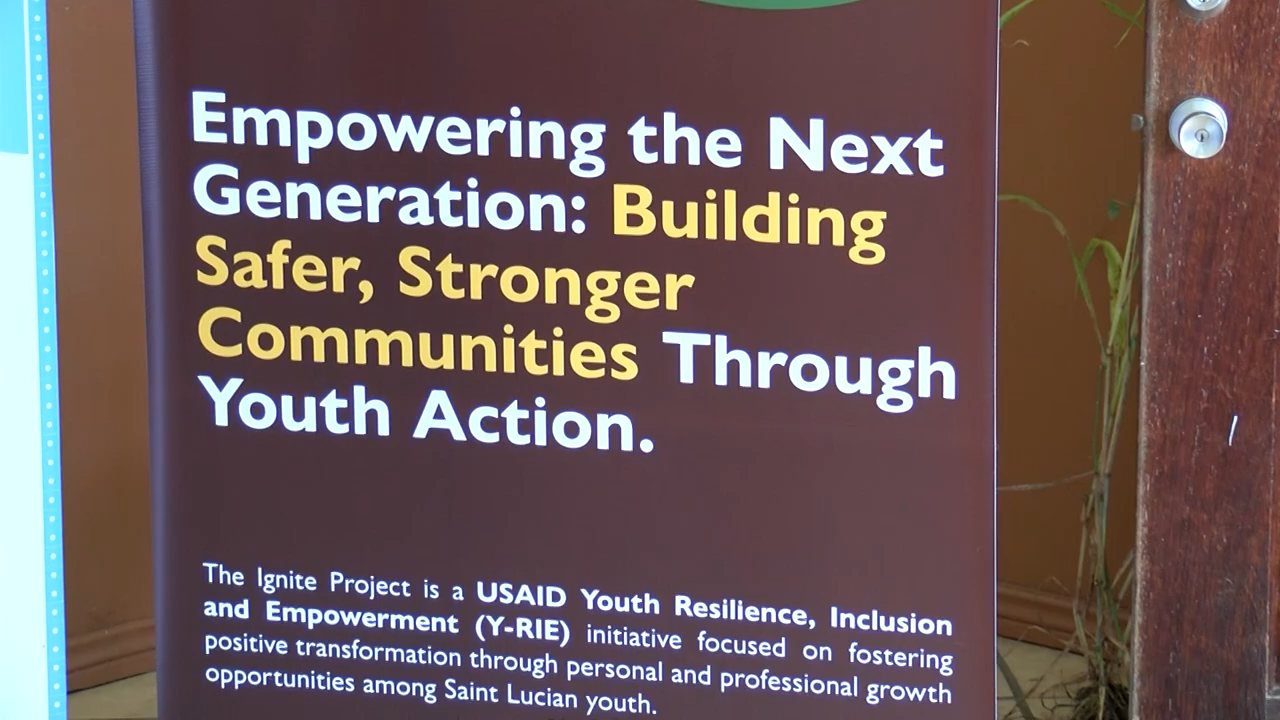 Empowering the Next
Generation: Building
Safer, Stronger
Communities Through
Youth Action.
The Ignite Project is a USAID Youth Resilience, Inclusion
and Empowerment (Y-RIE) initiative focused on fostering
positive transformation through personal and professional growth
opportunities among Saint Lucian youth.